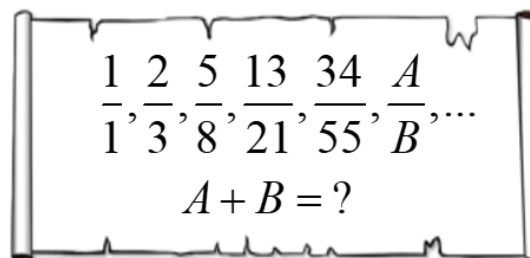 1/1, 2/3, 5/8, 13/21, 34/55, A/B, ...
A + B = ?